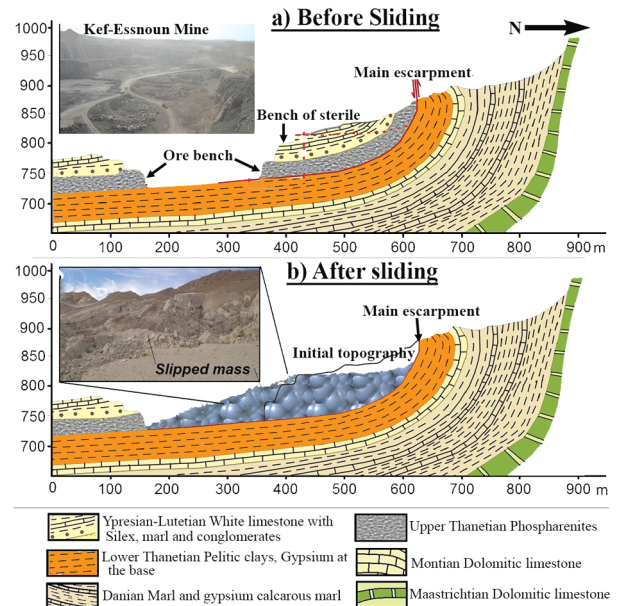 a) Before Sliding
Kef-Essnoun Mine
N
Main escarpment
Bench of sterile
Ore bench
1000
950
900
850
800
750
700
0 100 200 300 400 500 600 700 800 900 m
b) After sliding
Main escarpment
Initial topography
Slipped mass
1000
950
900
850
800
750
700
0 100 200 300 400 500 600 700 800 900 m
Ypresian-Lutetian White limestone with
Silex, marl and conglomerates
Upper Thanetian Phospharenites
Lower Thanetian Pelitic clays, Gypsium at
the base
Montian Dolomitic limestone
Danian Marl and gypsium calcarous marl
Maastrichtian Dolomitic limestone